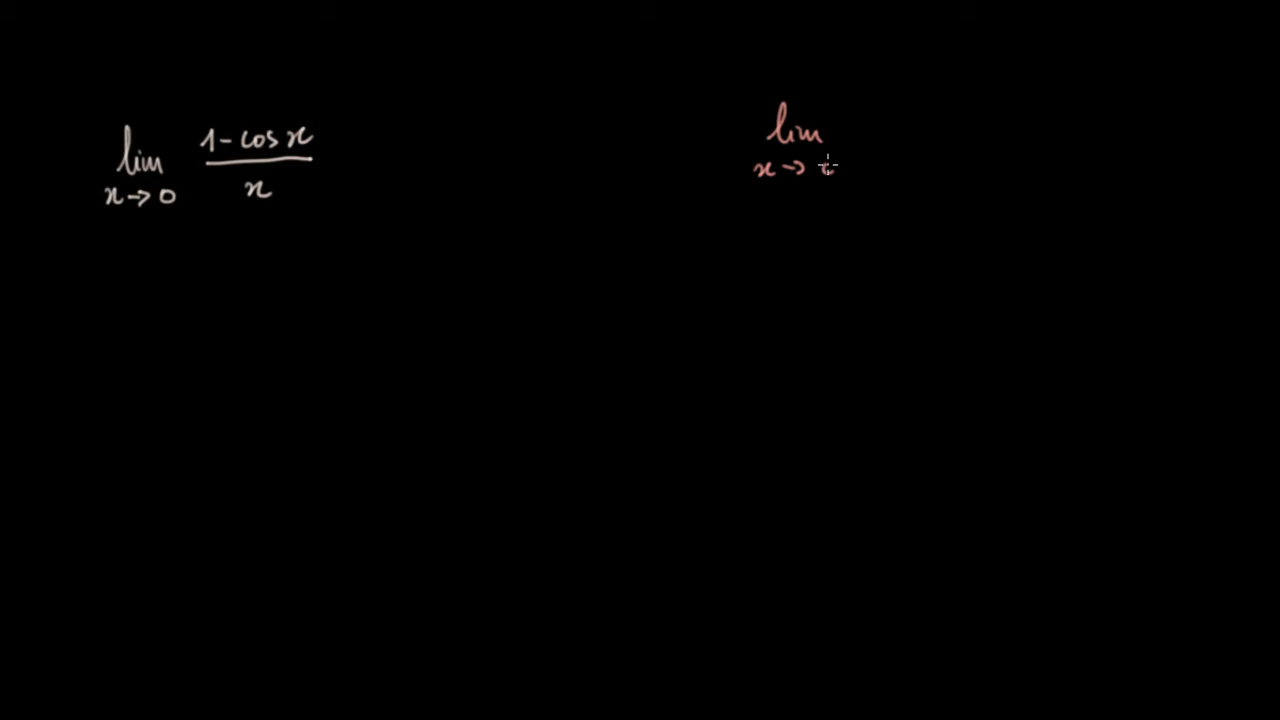 lim 1-cos x / x
x→0
lim
x→